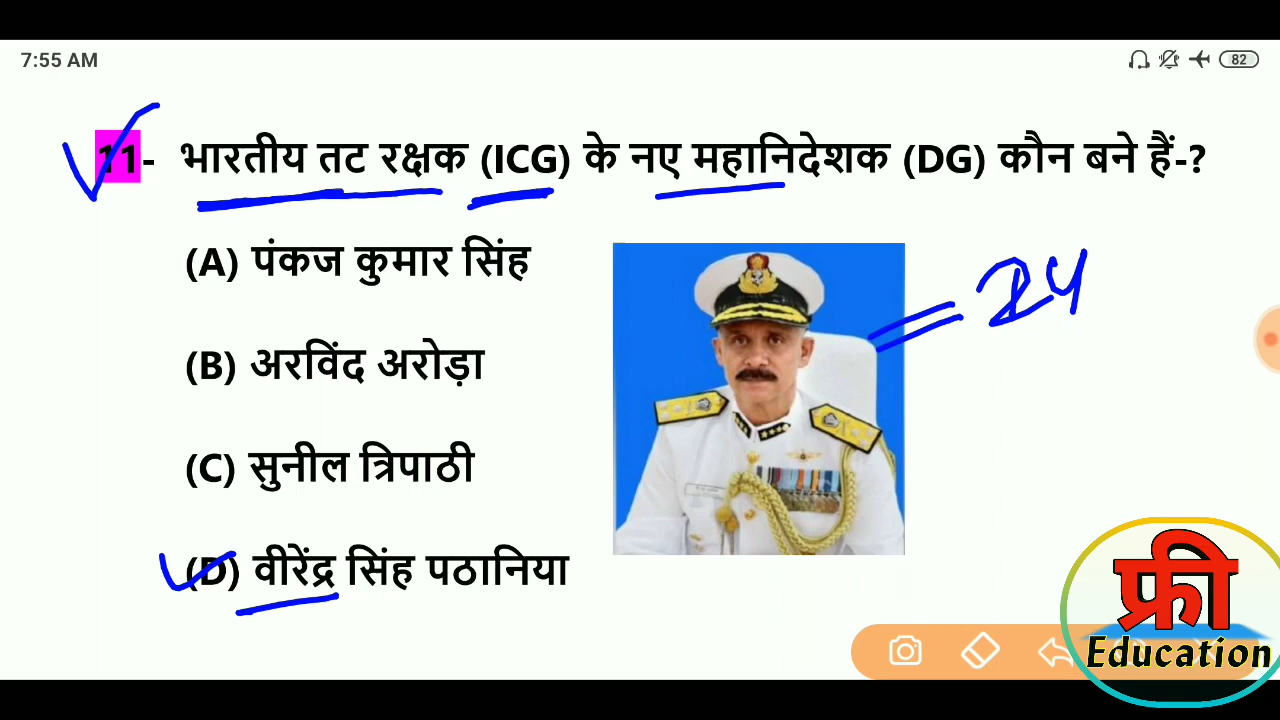 7:55 AM
82
11- भारतीय तट रक्षक (ICG) के नए महानिदेशक (DG) कौन बने हैं-?
(A) पंकज कुमार सिंह
(B) अरविंद अरोड़ा
24
(C) सुनील त्रिपाठी
(D) वीरेंद्र सिंह पठानिया
फ्री
Education